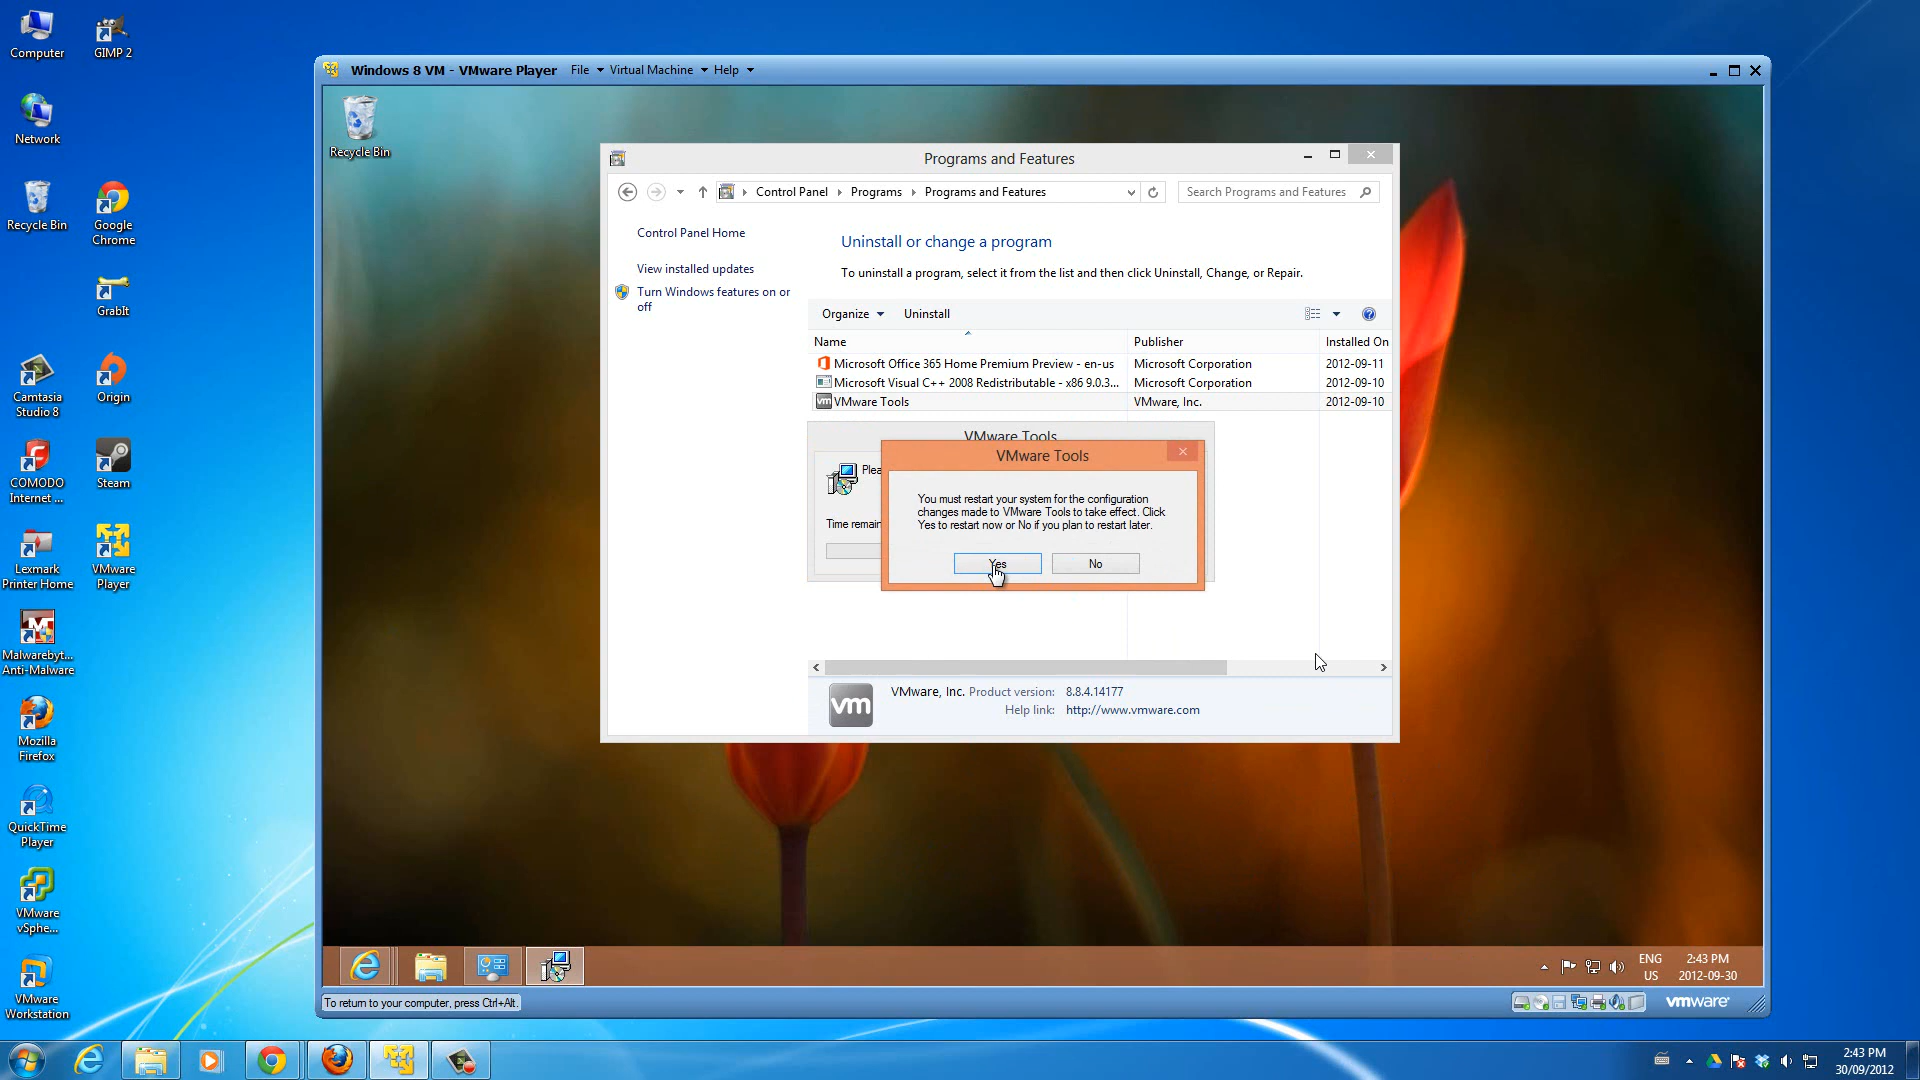 Computer
GIMP 2
Network
Recycle Bin
Google
Chrome
GrabIt
Camtasia
Studio 8
Origin
COMODO
Internet ...
Steam
Lexmark
Printer Home
VMware
Player
Malwarebyt...
Anti-Malware
Mozilla
Firefox
QuickTime
Player
VMware
vSphe...
VMware
Workstation
Windows 8 VM - VMware Player File Virtual Machine Help
Recycle Bin
Programs and Features
Control Panel Programs Programs and Features
Search Programs and Features
Control Panel Home
View installed updates
Turn Windows features on or
off
Uninstall or change a program
To uninstall a program, select it from the list and then click Uninstall, Change, or Repair.
Organize Uninstall
Name Publisher Installed On
Microsoft Office 365 Home Premium Preview - en-us Microsoft Corporation 2012-09-11
Microsoft Visual C++ 2008 Redistributable - x86 9.0.3... Microsoft Corporation 2012-09-10
VMware Tools VMware, Inc. 2012-09-10
VMware Tools
Plea
Time remain
VMware Tools
You must restart your system for the configuration
changes made to VMware Tools to take effect. Click
Yes to restart now or No if you plan to restart later.
Yes No
vm
VMware, Inc. Product version: 8.8.4.14177
Help link: http://www.vmware.com
ENG
US
2:43 PM
2012-09-30
To return to your computer, press Ctrl+Alt.
vmware
2:43 PM
30/09/2012